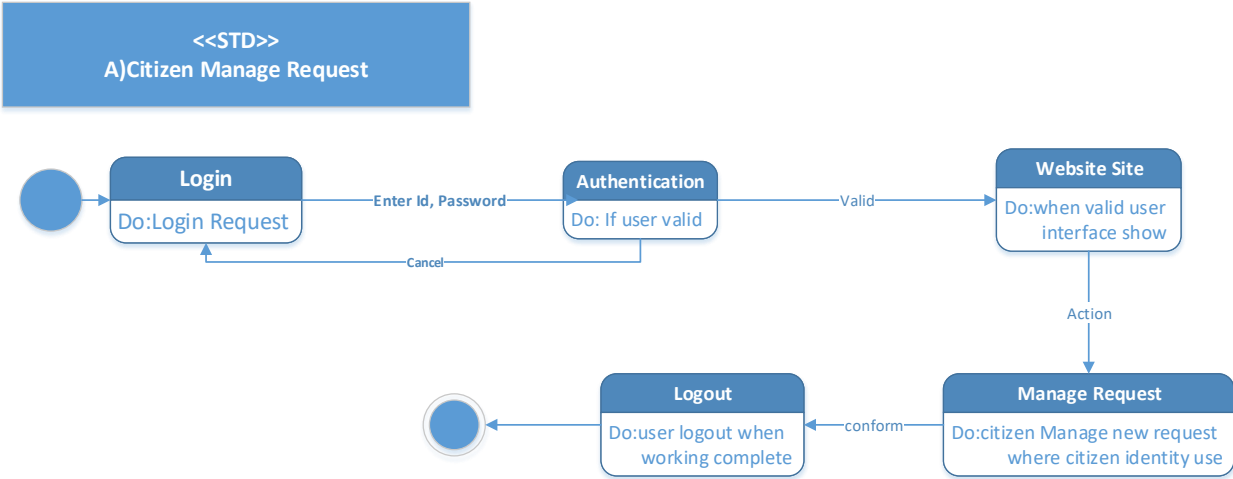 <<STD>>
A)Citizen Manage Request
Login
Do:Login Request
Enter Id, Password
Authentication
Do: If user valid
Valid
Website Site
Do:when valid user
interface show
Cancel
Action
Manage Request
Do:citizen Manage new request
where citizen identity use
conform
Logout
Do:user logout when
working complete